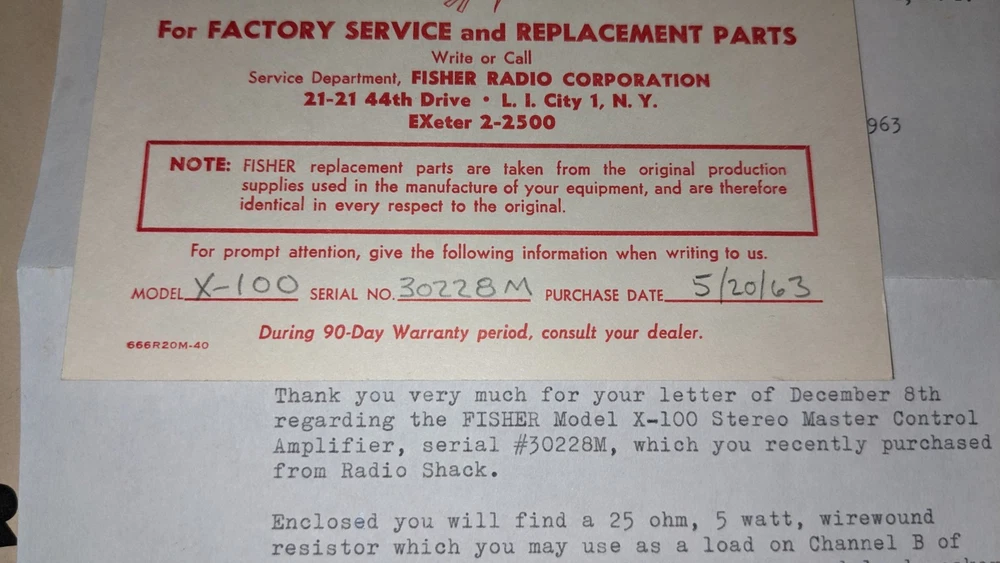 For FACTORY SERVICE and REPLACEMENT PARTS
Write or Call
Service Department, FISHER RADIO CORPORATION
21-21 44th Drive • L. I. City 1, N. Y.
EXeter 2-2500
963
NOTE: FISHER replacement parts are taken from the original production
supplies used in the manufacture of your equipment, and are therefore
identical in every respect to the original.
For prompt attention, give the following information when writing to us.
MODEL X-100 SERIAL NO. 30228M PURCHASE DATE 5/20/63
During 90-Day Warranty period, consult your dealer.
666R20M-40
Thank you very much for your letter of December 8th
regarding the FISHER Model X-100 Stereo Master Control
Amplifier, serial #30228M, which you recently purchased
from Radio Shack.
Enclosed you will find a 25 ohm, 5 watt, wirewound
resistor which you may use as a load on Channel B of